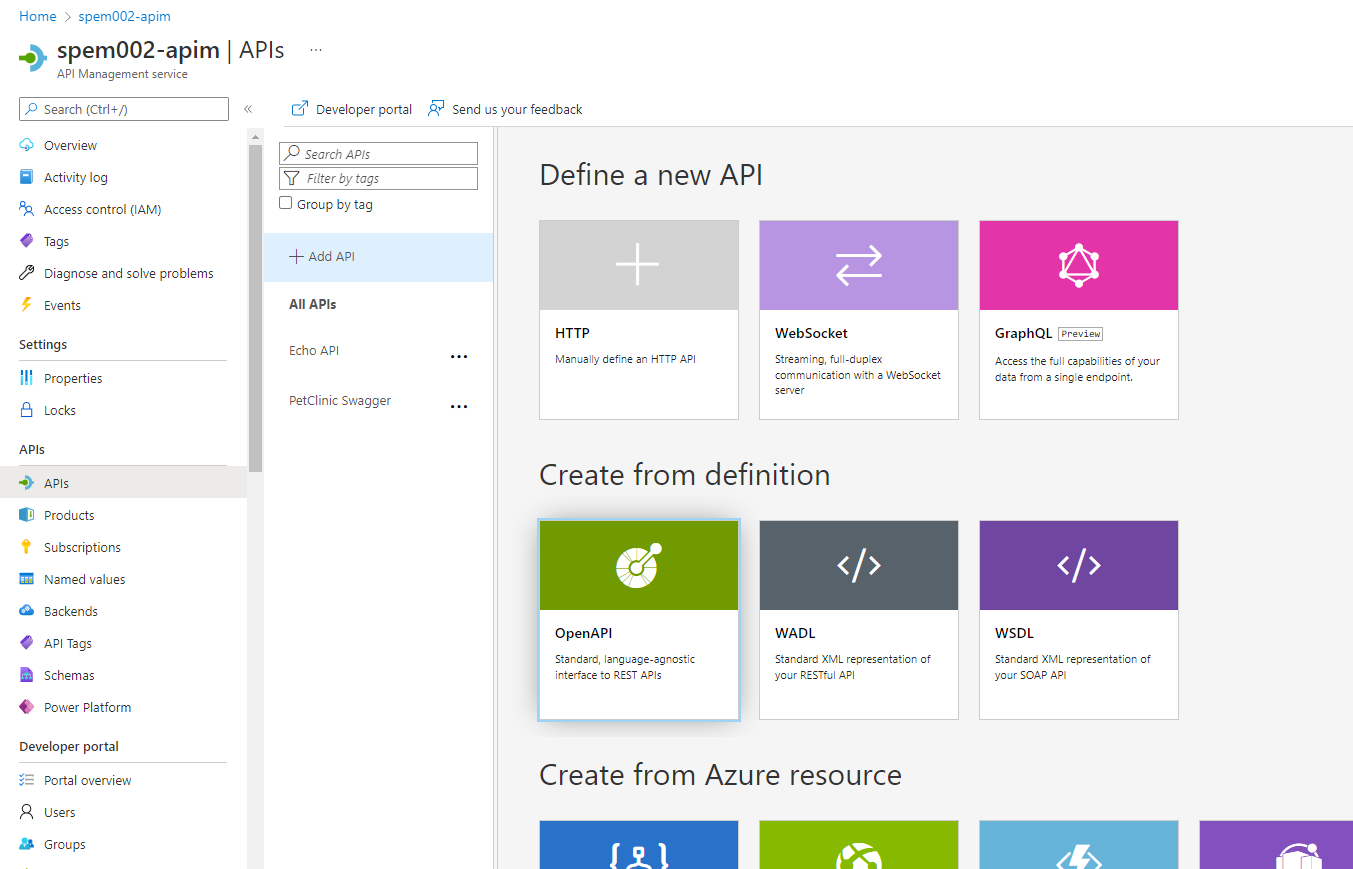 Home > spem002-apim
spem002-apim | APIs ...
API Management service
Search (Ctrl+/)
«
Overview
Activity log
Access control (IAM)
Tags
Diagnose and solve problems
Events
Settings
Properties
Locks
APIs
APIs
Products
Subscriptions
Named values
Backends
API Tags
Schemas
Power Platform
Developer portal
Portal overview
Users
Groups
Developer portal
Send us your feedback
Search APIs
Filter by tags
Group by tag
+ Add API
All APIs
Echo API ...
PetClinic Swagger ...
Define a new API
HTTP
Manually define an HTTP API
WebSocket
Streaming, full-duplex
communication with a WebSocket
server
GraphQL Preview
Access the full capabilities of your
data from a single endpoint.
Create from definition
OpenAPI
Standard, language-agnostic
interface to REST APIs
</>
WADL
Standard XML representation of
your RESTful API
</>
WSDL
Standard XML representation of
your SOAP API
Create from Azure resource